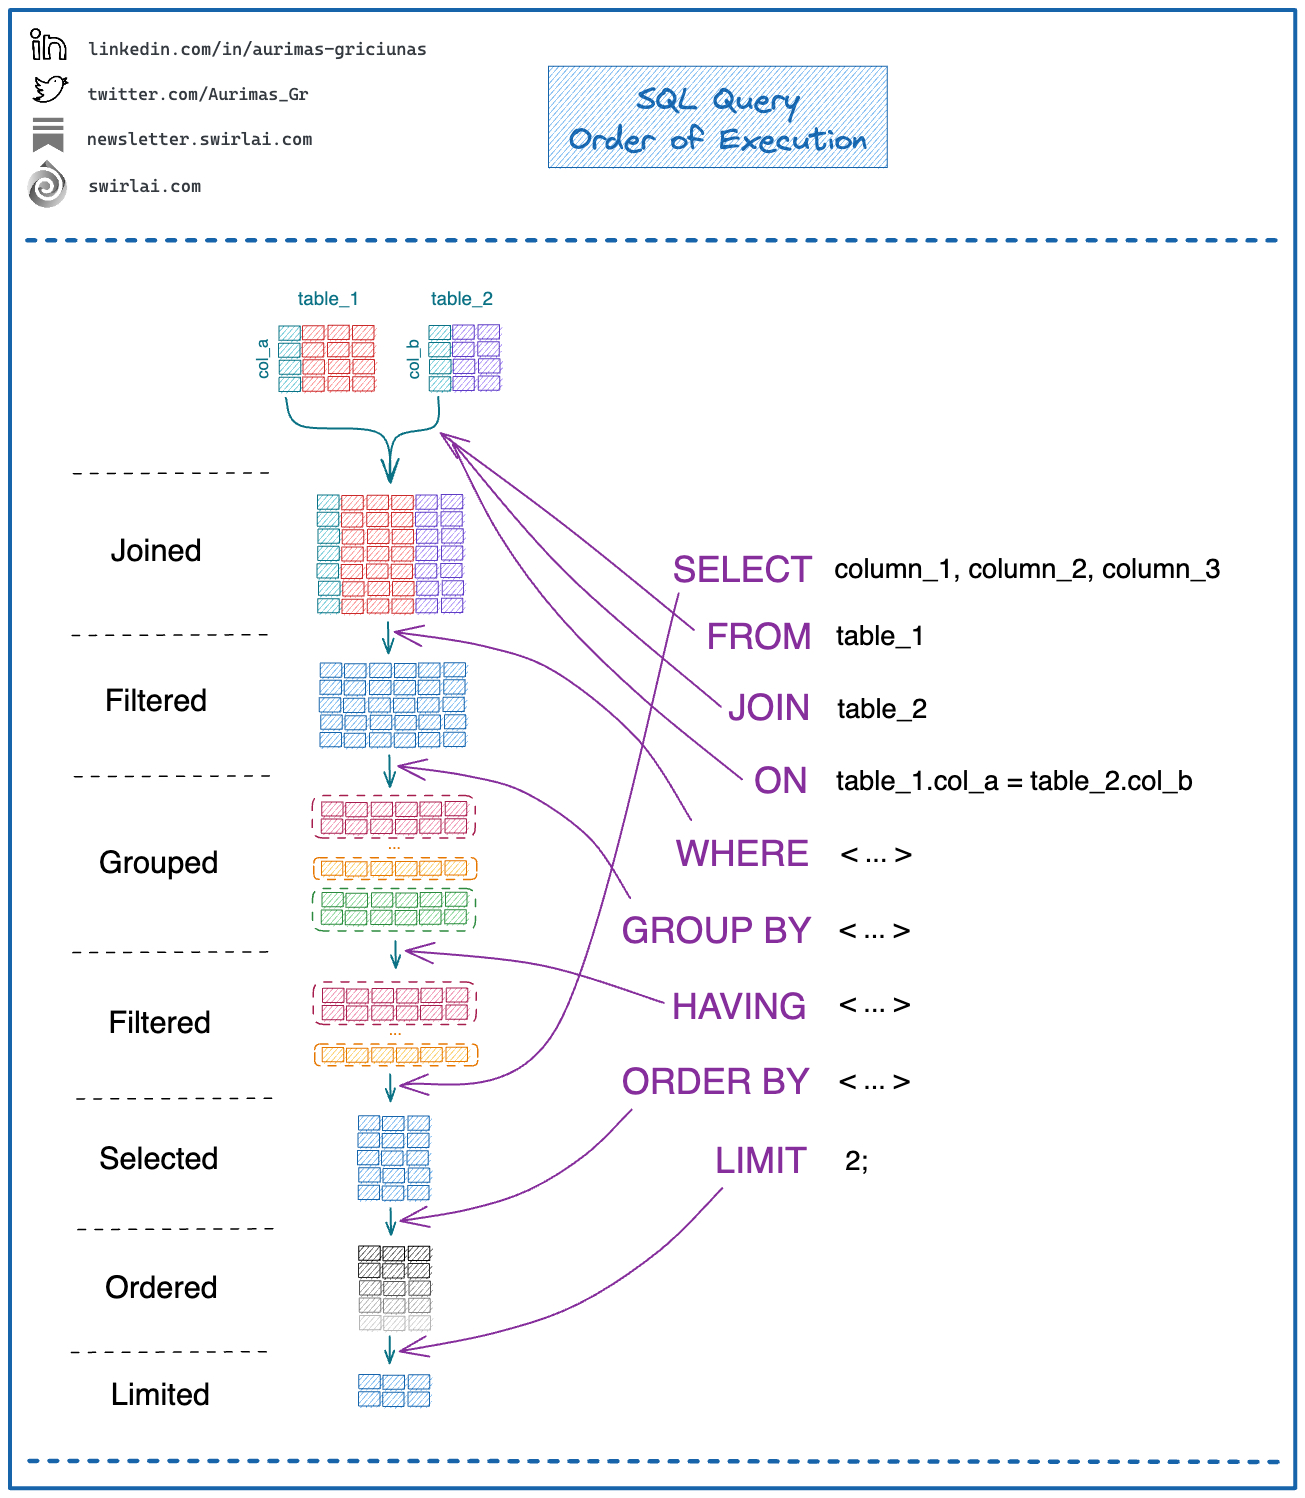 linkedin.com/in/aurimas-griciunas
twitter.com/Aurimas_Gr
newsletter.swirlai.com
swirlai.com
SQL Query
Order of Execution
table_1
table_2
col_a
col_b
Joined
Filtered
Grouped
...
Filtered
...
Selected
Ordered
Limited
SELECT column_1, column_2, column_3
FROM table_1
JOIN table_2
ON table_1.col_a = table_2.col_b
WHERE < ... >
GROUP BY < ... >
HAVING < ... >
ORDER BY < ... >
LIMIT 2;